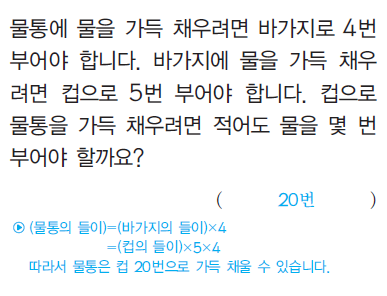 물통에 물을 가득 채우려면 바가지로 4번
부어야 합니다. 바가지에 물을 가득 채우
려면 컵으로 5번 부어야 합니다. 컵으로
물통을 가득 채우려면 적어도 물을 몇 번
부어야 할까요?
( 20번 )
(물통의 들이)=(바가지의 들이)×4
=(컵의 들이)×5×4
따라서 물통은 컵 20번으로 가득 채울 수 있습니다.